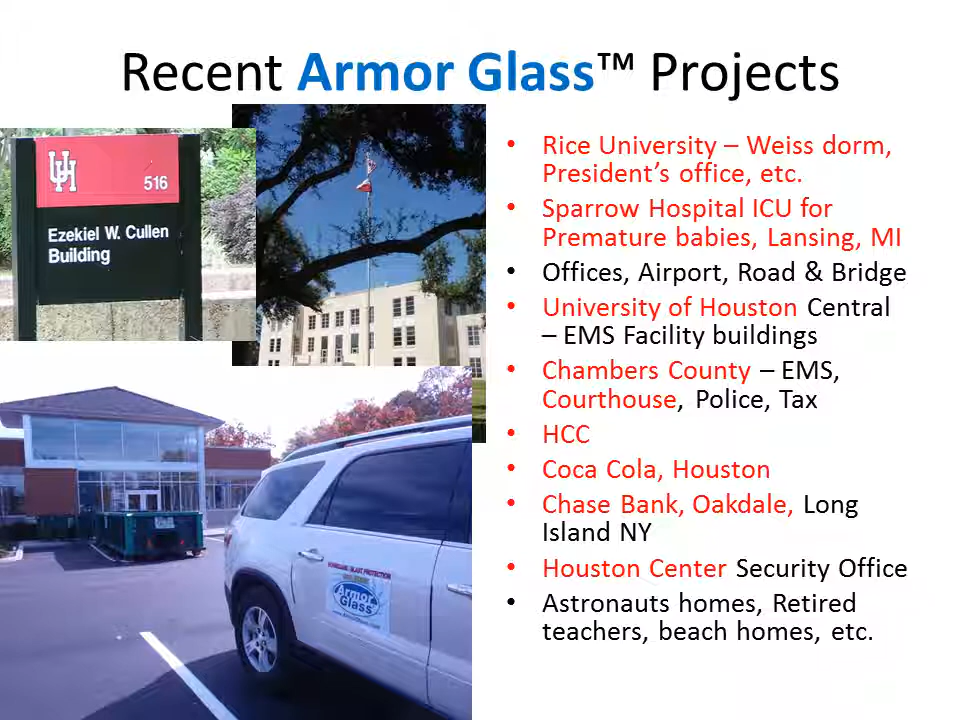 Recent Armor Glass™ Projects
UH
516
Ezekiel W. Cullen
Building
• Rice University – Weiss dorm,
President’s office, etc.
• Sparrow Hospital ICU for
Premature babies, Lansing, MI
• Offices, Airport, Road & Bridge
• University of Houston Central
– EMS Facility buildings
• Chambers County – EMS,
Courthouse, Police, Tax
• HCC
• Coca Cola, Houston
• Chase Bank, Oakdale, Long
Island NY
• Houston Center Security Office
• Astronauts homes, Retired
teachers, beach homes, etc.
HURRICANE / BLAST PROTECTION
Armor
Glass